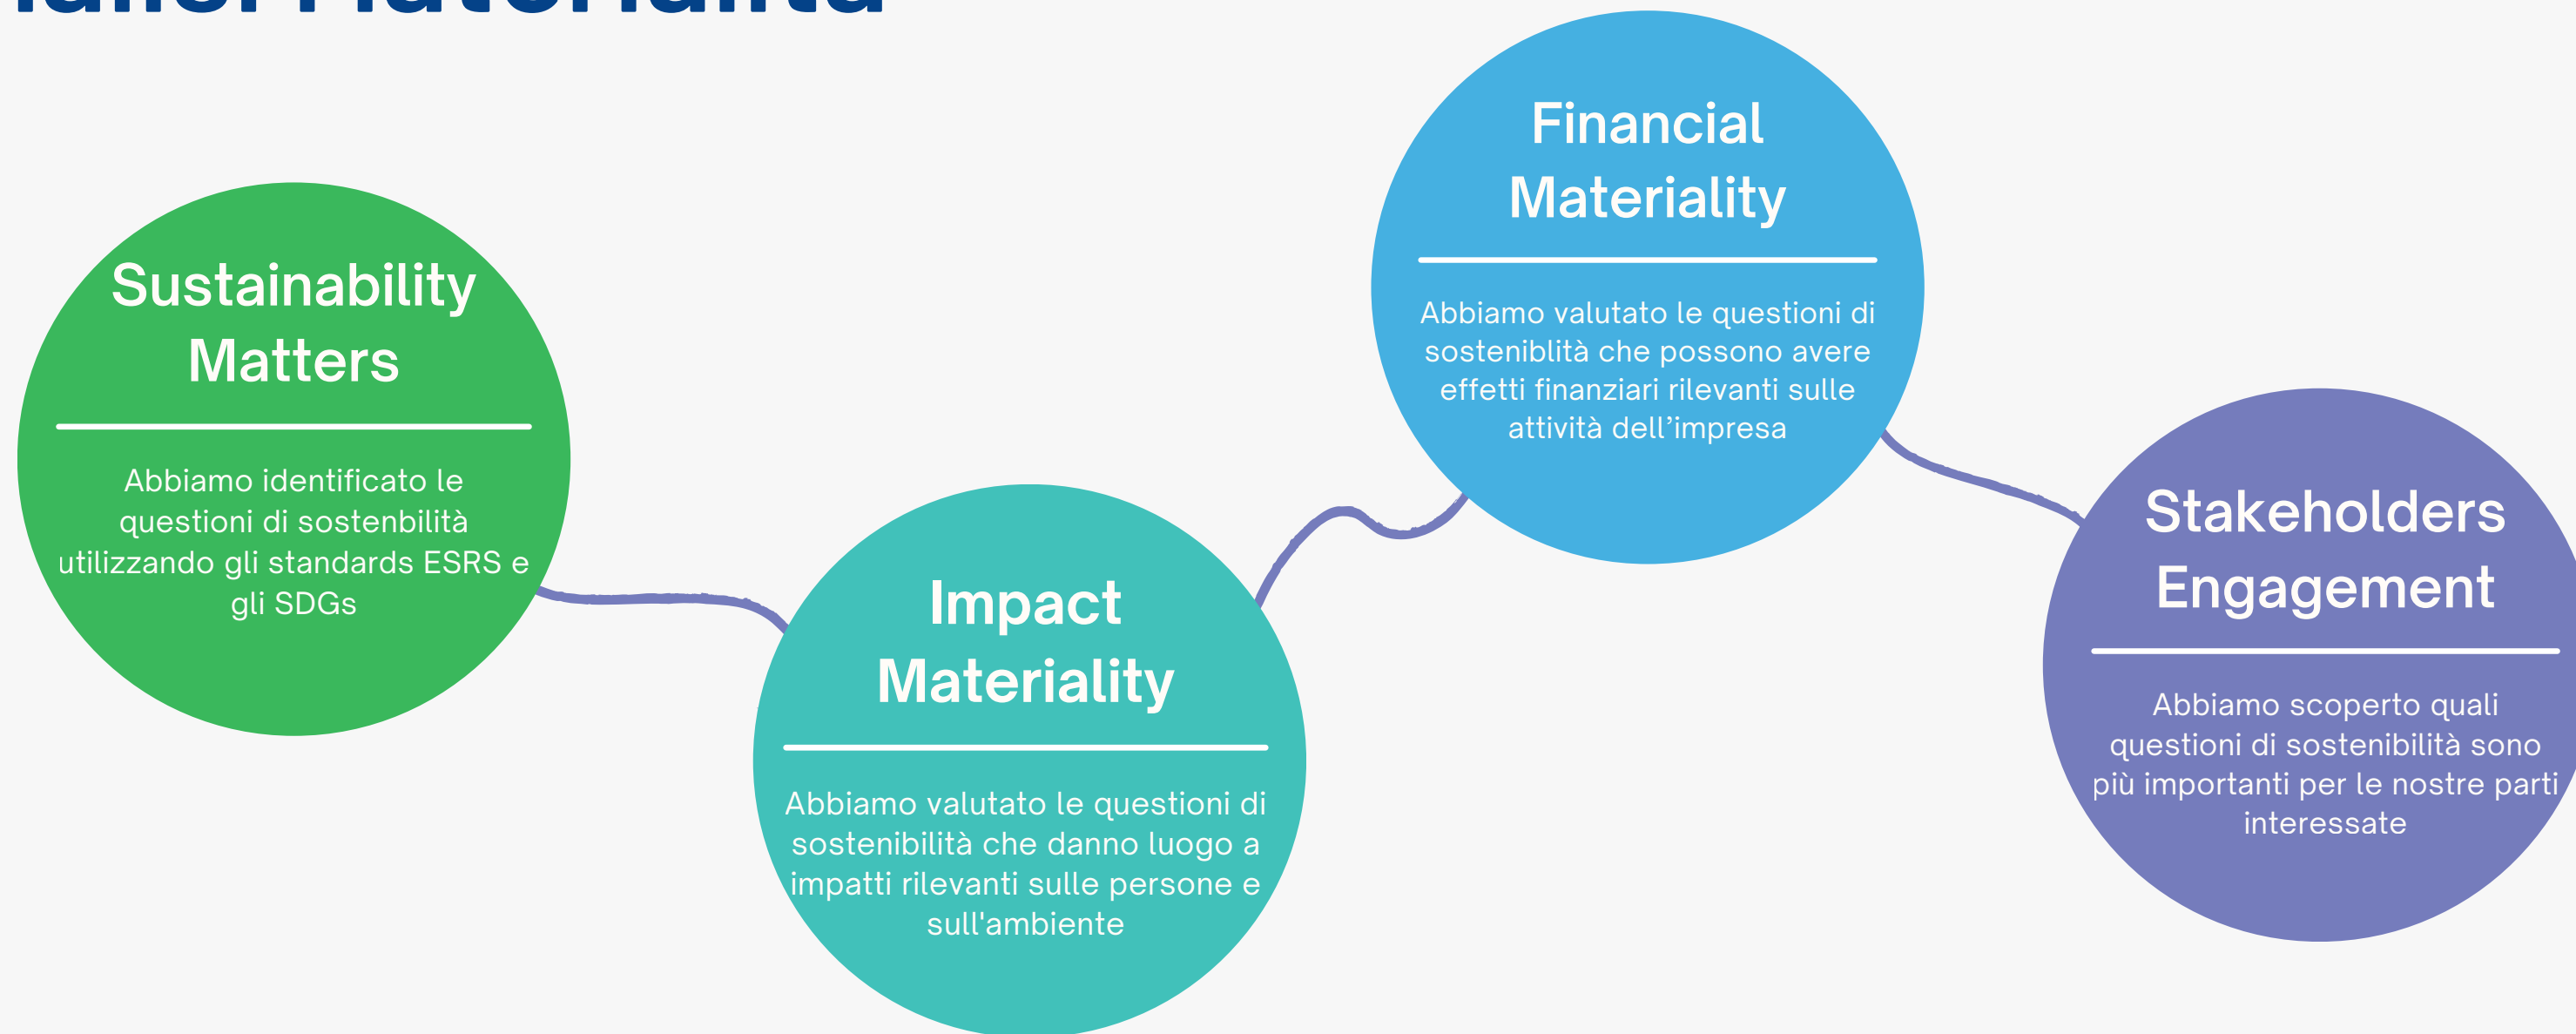 Materialità
Sustainability
Matters
Abbiamo identificato le
questioni di sostenbilità
utilizzando gli standards ESRS e
gli SDGs
Impact
Materiality
Abbiamo valutato le questioni di
sostenibilità che danno luogo a
impatti rilevanti sulle persone e
sull'ambiente
Financial
Materiality
Abbiamo valutato le questioni di
sosteniblità che possono avere
effetti finanziari rilevanti sulle
attività dell’impresa
Stakeholders
Engagement
Abbiamo scoperto quali
questioni di sostenibilità sono
più importanti per le nostre parti
interessate